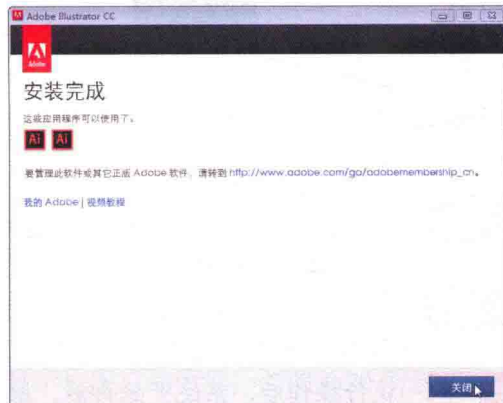 Adobe Illustrator CC
Adobe
安装完成
这些应用程序可以使用了。
Ai Ai
要管理此软件或其它正版 Adobe 软件，请转到 http://www.adobe.com/go/adobemembership_cn。
我的 Adobe | 视频教程
关闭